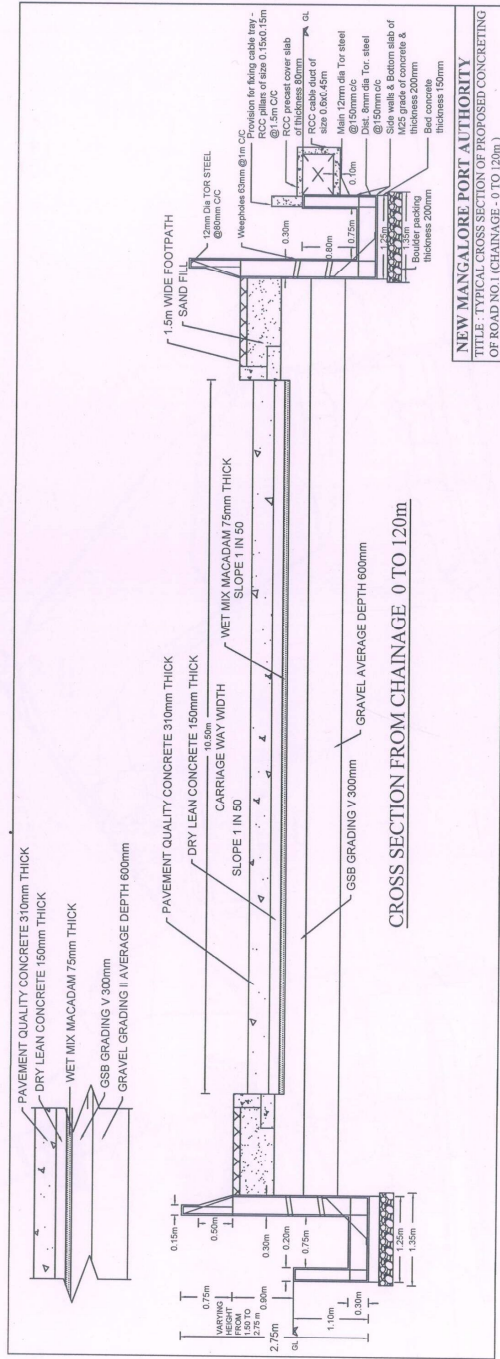 PAVEMENT QUALITY CONCRETE 310mm THICK
DRY LEAN CONCRETE 150mm THICK
WET MIX MACADAM 75mm THICK
GSB GRADING V 300mm
GRAVEL GRADING II AVERAGE DEPTH 600mm
0.15m
0.75m
0.50m
VARYING
HEIGHT
FROM
1.50 TO
2.75 m
0.90m
0.30m
0.20m
0.75m
2.75m
GL
1.10m
0.30m
1.25m
1.35m
PAVEMENT QUALITY CONCRETE 310mm THICK
DRY LEAN CONCRETE 150mm THICK
10.50m
CARRIAGE WAY WIDTH
SLOPE 1 IN 50
WET MIX MACADAM 75mm THICK
SLOPE 1 IN 50
GSB GRADING V 300mm
GRAVEL AVERAGE DEPTH 600mm
CROSS SECTION FROM CHAINAGE 0 TO 120m
1.5m WIDE FOOTPATH
SAND FILL
12mm Dia TOR STEEL
@80mm C/C
Weepholes 63mm @1m C/C
0.30m
0.80m
0.75m
0.10m
1.25m
1.35m
Boulder packing
thickness 200mm
Provision for fixing cable tray -
RCC pillars of size 0.15x0.15m
@1.5m C/C
GL
RCC precast cover slab
of thickness 80mm
RCC cable duct of
size 0.6x0.45m
Main 12mm dia Tor steel
@150mm c/c
Dist. 8mm dia Tor. steel
@150mm c/c
Side walls & Bottom slab of
M25 grade of concrete &
thickness 200mm
Bed concrete
thickness 150mm
NEW MANGALORE PORT AUTHORITY
TITLE : TYPICAL CROSS SECTION OF PROPOSED CONCRETING
OF ROAD NO.1 (CHAINAGE - 0 TO 120m)